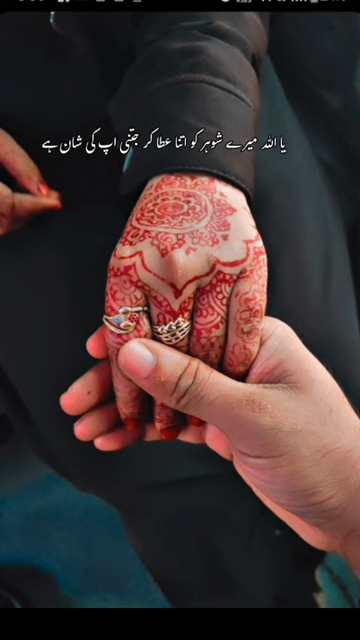 یا اللہ میرے شوہر کو اتنا عطا کر جتنی اپ کی شان ہے